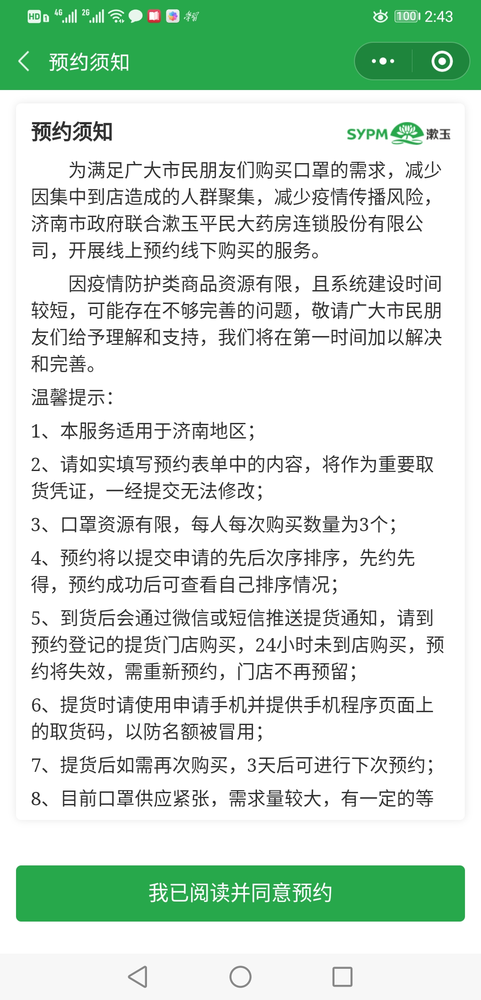 HD 1 4G 2G 學習 100 2:43
预约须知
预约须知
SYPM 漱玉
为满足广大市民朋友们购买口罩的需求，减少
因集中到店造成的人群聚集，减少疫情传播风险，
济南市政府联合漱玉平民大药房连锁股份有限公
司，开展线上预约线下购买的服务。
因疫情防护类商品资源有限，且系统建设时间
较短，可能存在不够完善的问题，敬请广大市民朋
友们给予理解和支持，我们将在第一时间加以解决
和完善。
温馨提示：
1、本服务适用于济南地区；
2、请如实填写预约表单中的内容，将作为重要取
货凭证，一经提交无法修改；
3、口罩资源有限，每人每次购买数量为3个；
4、预约将以提交申请的先后次序排序，先约先
得，预约成功后可查看自己排序情况；
5、到货后会通过微信或短信推送提货通知，请到
预约登记的提货门店购买，24小时未到店购买，预
约将失效，需重新预约，门店不再预留；
6、提货时请使用申请手机并提供手机程序页面上
的取货码，以防名额被冒用；
7、提货后如需再次购买，3天后可进行下次预约；
8、目前口罩供应紧张，需求量较大，有一定的等
我已阅读并同意预约